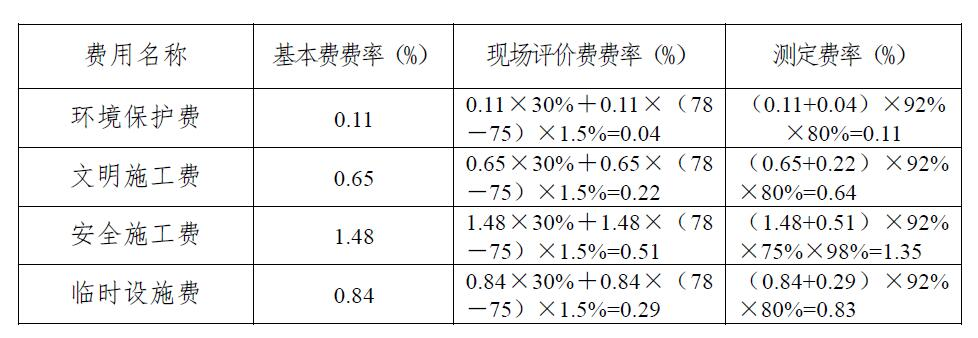 费用名称 基本费费率（%） 现场评价费费率（%） 测定费率（%）
环境保护费 0.11 0.11×30%＋0.11×（78
－75）×1.5%=0.04 （0.11+0.04）×92%
×80%=0.11
文明施工费 0.65 0.65×30%＋0.65×（78
－75）×1.5%=0.22 （0.65+0.22）×92%
×80%=0.64
安全施工费 1.48 1.48×30%＋1.48×（78
－75）×1.5%=0.51 （1.48+0.51）×92%
×75%×98%=1.35
临时设施费 0.84 0.84×30%＋0.84×（78
－75）×1.5%=0.29 （0.84+0.29）×92%
×80%=0.83